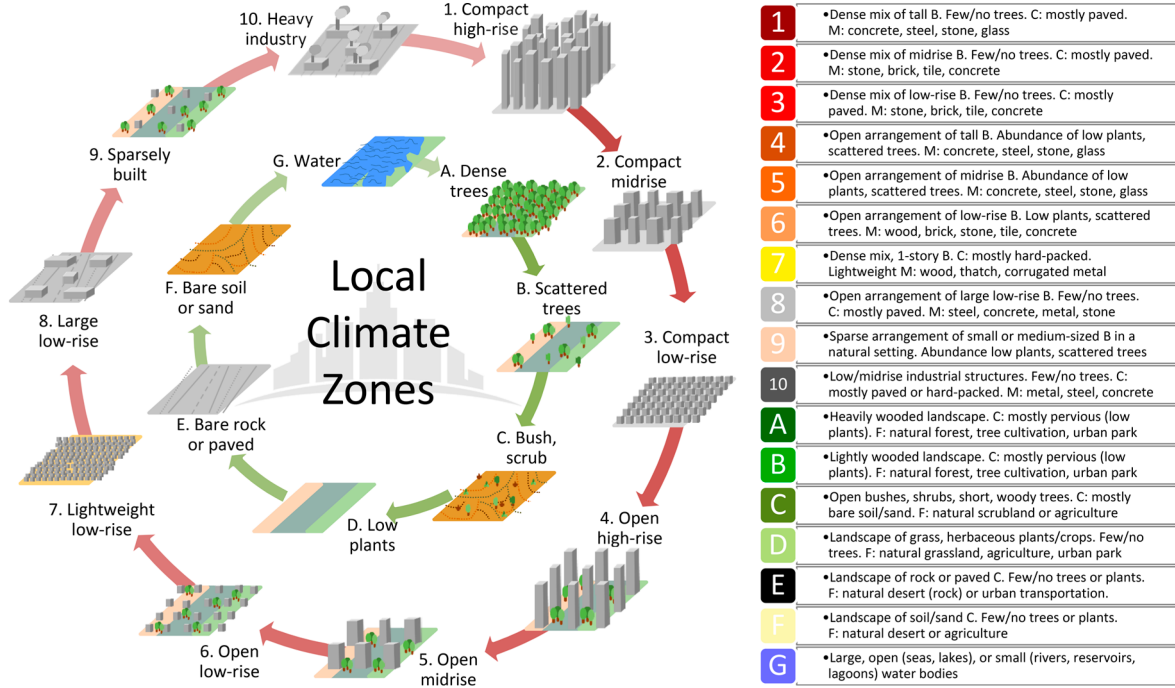 10. Heavy
industry
1. Compact
high-rise
9. Sparsely
built
G. Water
A. Dense
trees
2. Compact
midrise
F. Bare soil
or sand
Local
Climate
Zones
B. Scattered
trees
8. Large
low-rise
3. Compact
low-rise
E. Bare rock
or paved
C. Bush,
scrub
7. Lightweight
low-rise
D. Low
plants
4. Open
high-rise
6. Open
low-rise
5. Open
midrise
1
•Dense mix of tall B. Few/no trees. C: mostly paved.
M: concrete, steel, stone, glass
2
•Dense mix of midrise B. Few/no trees. C: mostly paved.
M: stone, brick, tile, concrete
3
•Dense mix of low-rise B. Few/no trees. C: mostly
paved. M: stone, brick, tile, concrete
4
•Open arrangement of tall B. Abundance of low plants,
scattered trees. M: concrete, steel, stone, glass
5
•Open arrangement of midrise B. Abundance of low
plants, scattered trees. M: concrete, steel, stone, glass
6
•Open arrangement of low-rise B. Low plants, scattered
trees. M: wood, brick, stone, tile, concrete
7
•Dense mix, 1-story B. C: mostly hard-packed.
Lightweight M: wood, thatch, corrugated metal
8
•Open arrangement of large low-rise B. Few/no trees.
C: mostly paved. M: steel, concrete, metal, stone
9
•Sparse arrangement of small or medium-sized B in a
natural setting. Abundance low plants, scattered trees
10
•Low/midrise industrial structures. Few/no trees. C:
mostly paved or hard-packed. M: metal, steel, concrete
A
•Heavily wooded landscape. C: mostly pervious (low
plants). F: natural forest, tree cultivation, urban park
B
•Lightly wooded landscape. C: mostly pervious (low
plants). F: natural forest, tree cultivation, urban park
C
•Open bushes, shrubs, short, woody trees. C: mostly
bare soil/sand. F: natural scrubland or agriculture
D
•Landscape of grass, herbaceous plants/crops. Few/no
trees. F: natural grassland, agriculture, urban park
E
•Landscape of rock or paved C. Few/no trees or plants.
F: natural desert (rock) or urban transportation.
F
•Landscape of soil/sand C. Few/no trees or plants.
F: natural desert or agriculture
G
•Large, open (seas, lakes), or small (rivers, reservoirs,
lagoons) water bodies